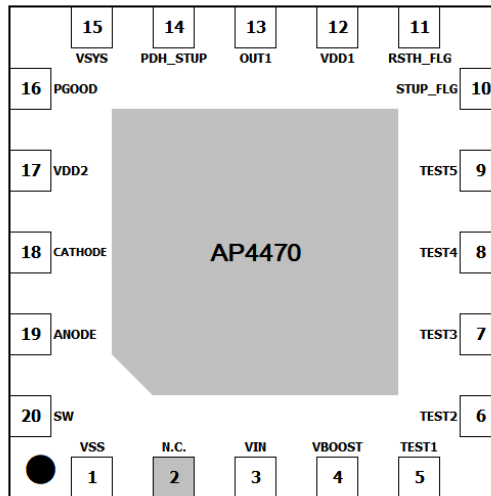 15 14 13 12 11
VSYS PDH_STUP OUT1 VDD1 RSTH_FLG
16 PGOOD STUP_FLG 10
17 VDD2 TEST5 9
18 CATHODE AP4470 TEST4 8
19 ANODE TEST3 7
20 SW TEST2 6
VSS N.C. VIN VBOOST TEST1
1 2 3 4 5